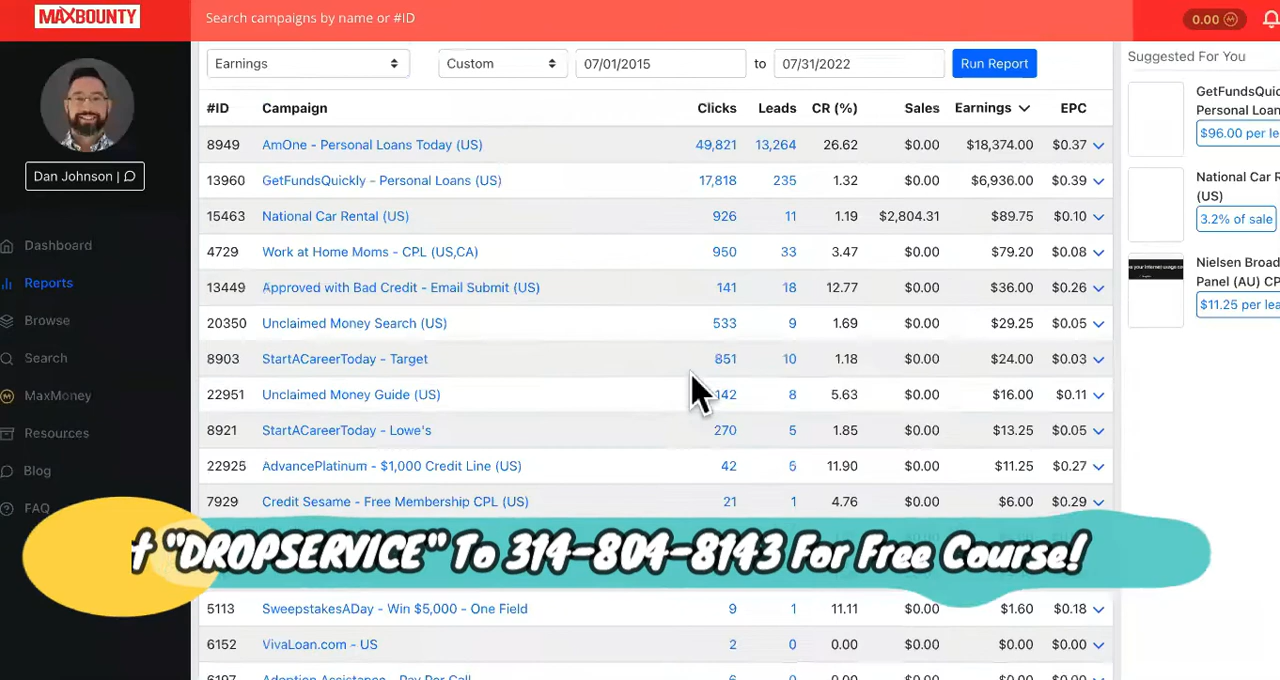 MAXBOUNTY
Search campaigns by name or #ID
0.00
Earnings Custom 07/01/2015 to 07/31/2022 Run Report
Suggested For You
Dan Johnson |
Dashboard
Reports
Browse
Search
MaxMoney
Resources
Blog
FAQ
#ID Campaign Clicks Leads CR (%) Sales Earnings EPC
8949 AmOne - Personal Loans Today (US) 49,821 13,264 26.62 $0.00 $18,374.00 $0.37
13960 GetFundsQuickly - Personal Loans (US) 17,818 235 1.32 $0.00 $6,936.00 $0.39
15463 National Car Rental (US) 926 11 1.19 $2,804.31 $89.75 $0.10
4729 Work at Home Moms - CPL (US,CA) 950 33 3.47 $0.00 $79.20 $0.08
13449 Approved with Bad Credit - Email Submit (US) 141 18 12.77 $0.00 $36.00 $0.26
20350 Unclaimed Money Search (US) 533 9 1.69 $0.00 $29.25 $0.05
8903 StartACareerToday - Target 851 10 1.18 $0.00 $24.00 $0.03
22951 Unclaimed Money Guide (US) 142 8 5.63 $0.00 $16.00 $0.11
8921 StartACareerToday - Lowe's 270 5 1.85 $0.00 $13.25 $0.05
22925 AdvancePlatinum - $1,000 Credit Line (US) 42 11.90 $0.00 $11.25 $0.27
7929 Credit Sesame - Free Membership CPL (US) 21 1 4.76 $0.00 $6.00 $0.29
"DROPSERVICE" To 314-804-8143 For Free Course!
5113 SweepstakesADay - Win $5,000 - One Field 9 1 11.11 $0.00 $1.60 $0.18
6152 VivaLoan.com - US 2 0 0.00 $0.00 $0.00 $0.00
Adoption Assistance - Pay Per Call
GetFundsQuic
Personal Loan
$96.00 per le
National Car R
(US)
3.2% of sale
Nielsen Broad
Panel (AU) CP
$11.25 per lea